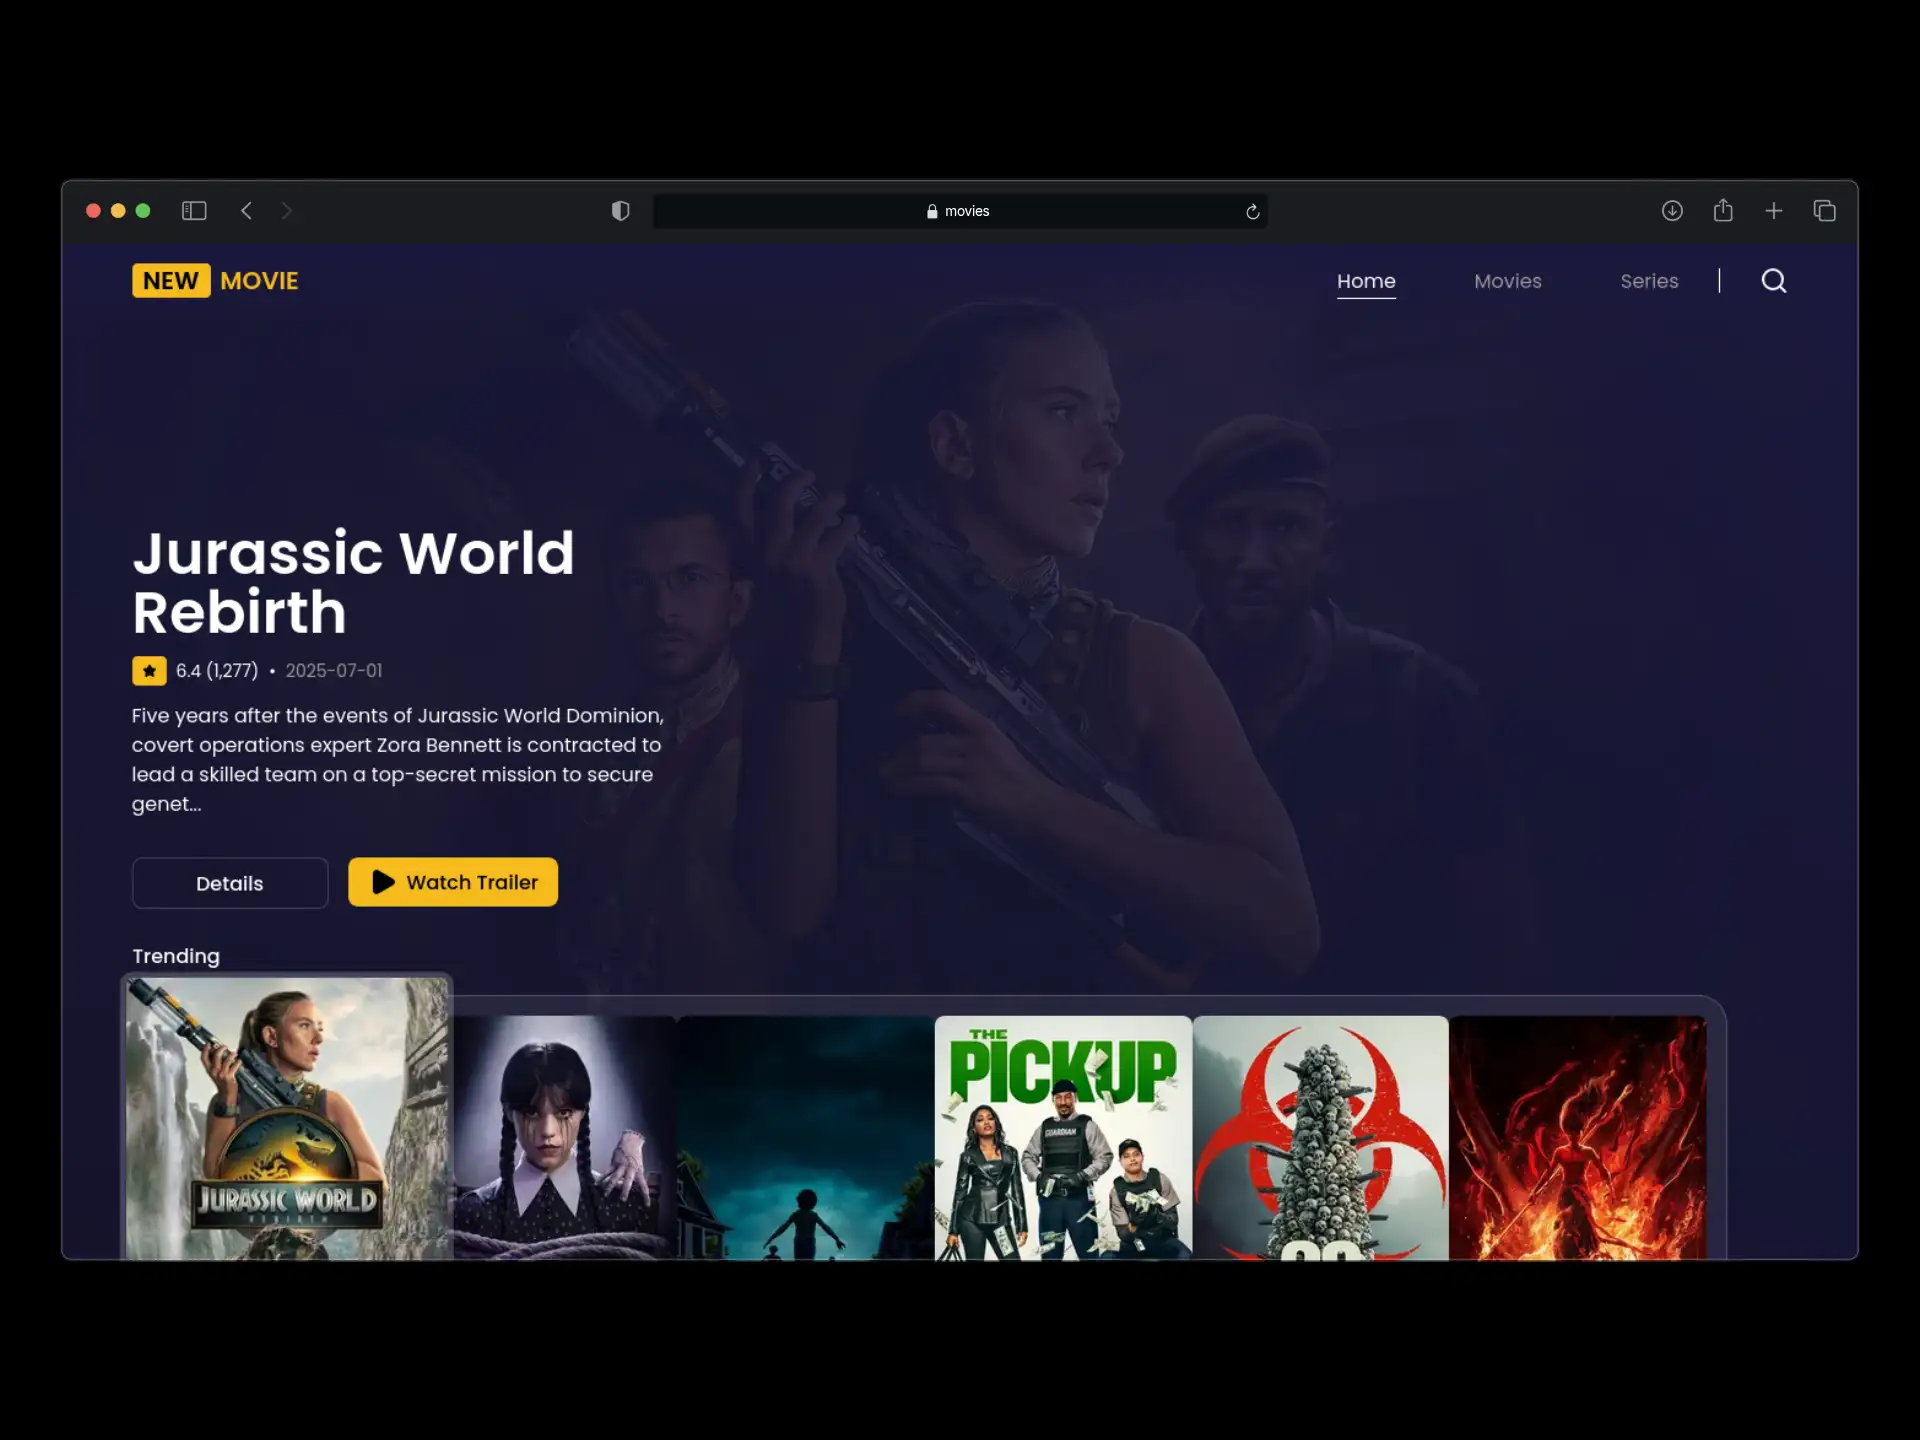 movies
NEW MOVIE
Home
Movies
Series
Jurassic World
Rebirth
6.4 (1,277) • 2025-07-01
Five years after the events of Jurassic World Dominion,
covert operations expert Zora Bennett is contracted to
lead a skilled team on a top-secret mission to secure
genet...
Details
Watch Trailer
Trending
JURASSIC WORLD
REBIRTH
THE
PICKUP
GUARDIAN